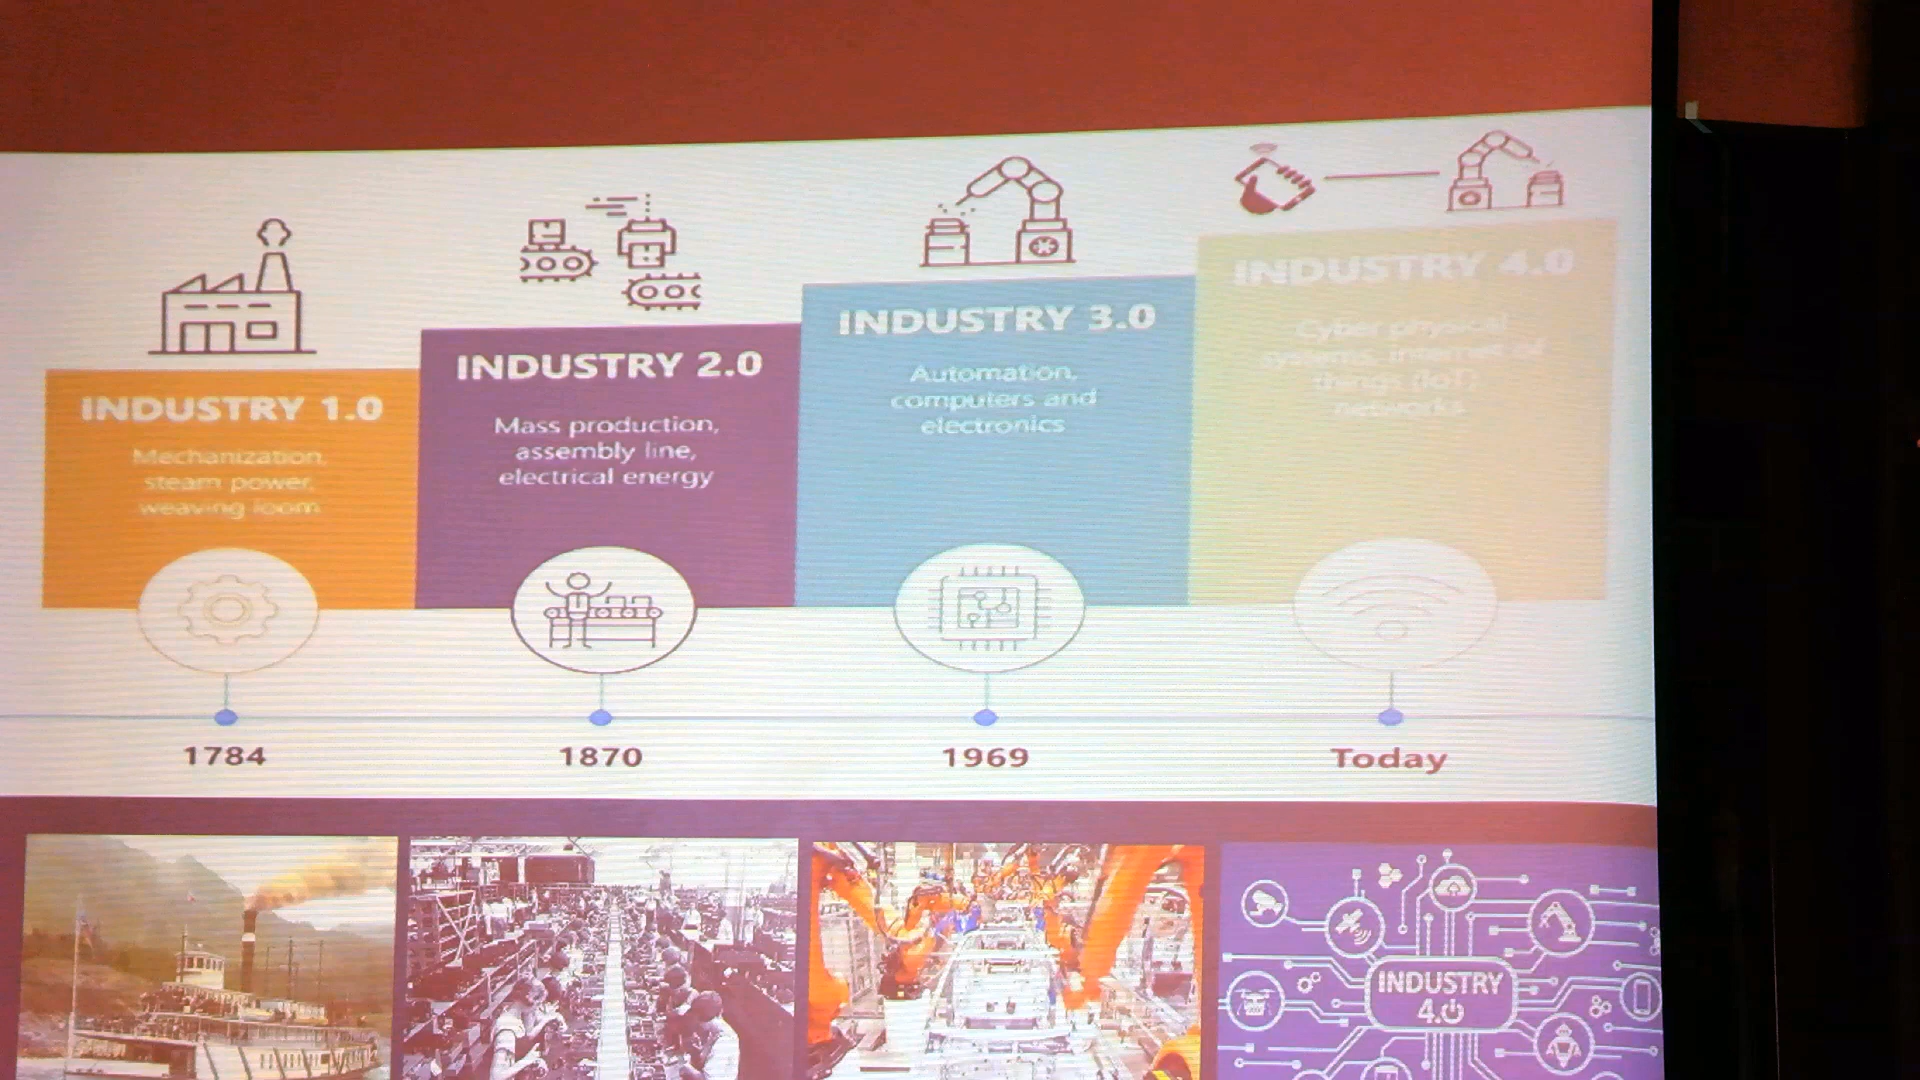 INDUSTRY 1.0
Mechanization,
steam power,
weaving loom
INDUSTRY 2.0
Mass production,
assembly line,
electrical energy
INDUSTRY 3.0
Automation,
computers and
electronics
INDUSTRY 4.0
Cyber physical
systems, internet of
things (IoT),
networks
1784
1870
1969
Today
INDUSTRY
4.0